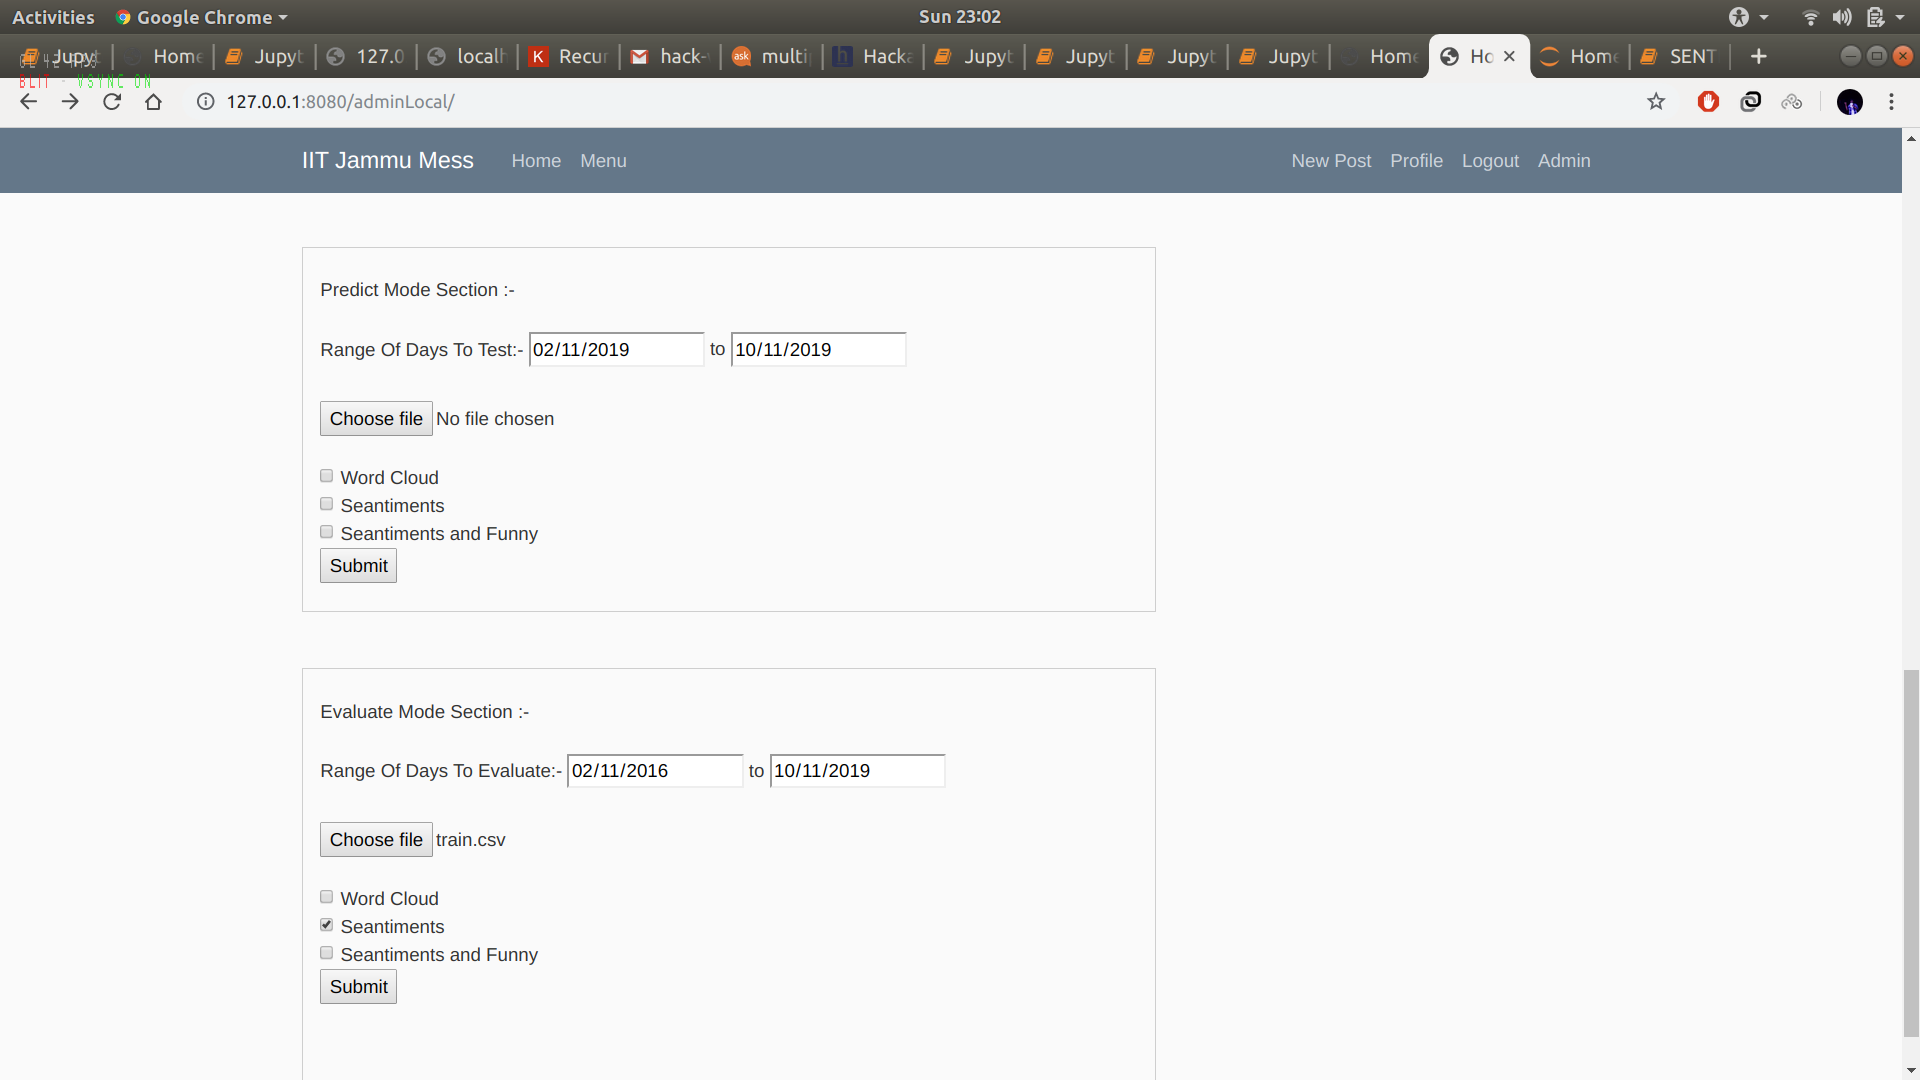 Activities Google Chrome Sun 23:02
Jupyt Home Jupyt 127.0 localh K Recur hack- ask multi h Hacka Jupyt Jupyt Jupyt Jupyt Home Ho Home SENT
BLIT - VSYNC ON
127.0.0.1:8080/adminLocal/
IIT Jammu Mess Home Menu New Post Profile Logout Admin
Predict Mode Section :-
Range Of Days To Test:- 02/11/2019 to 10/11/2019
Choose file No file chosen
Word Cloud
Seantiments
Seantiments and Funny
Submit
Evaluate Mode Section :-
Range Of Days To Evaluate:- 02/11/2016 to 10/11/2019
Choose file train.csv
Word Cloud
Seantiments
Seantiments and Funny
Submit